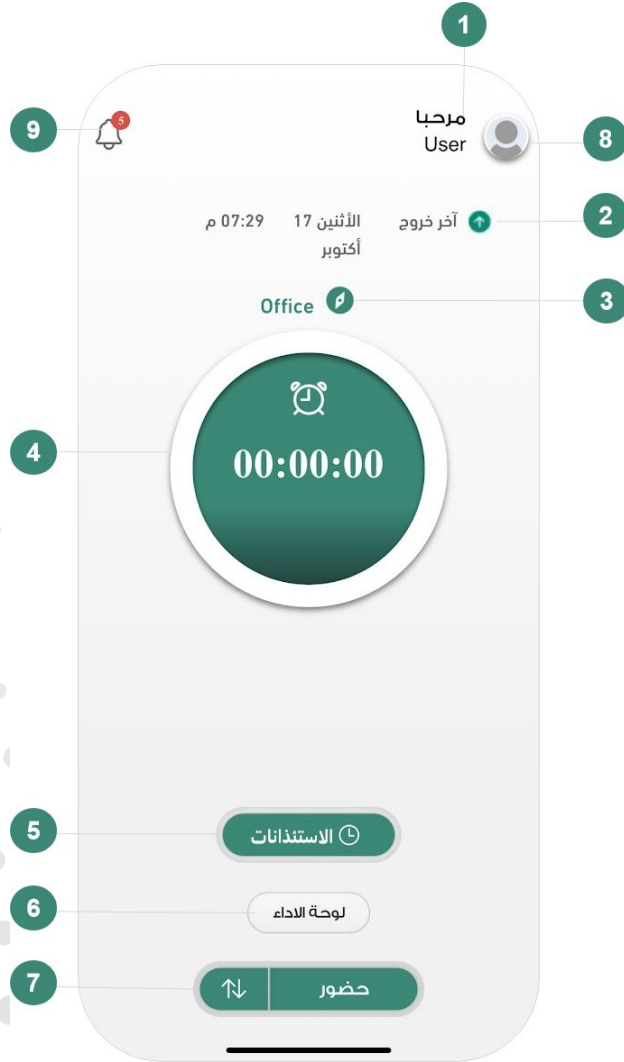 1
مرحبا
User
9
8
2
آخر خروج الأثنين 17 07:29 م
أكتوبر
5
3
Office
4
00:00:00
5
الاستئذانات
6
لوحة الاداء
7
حضور